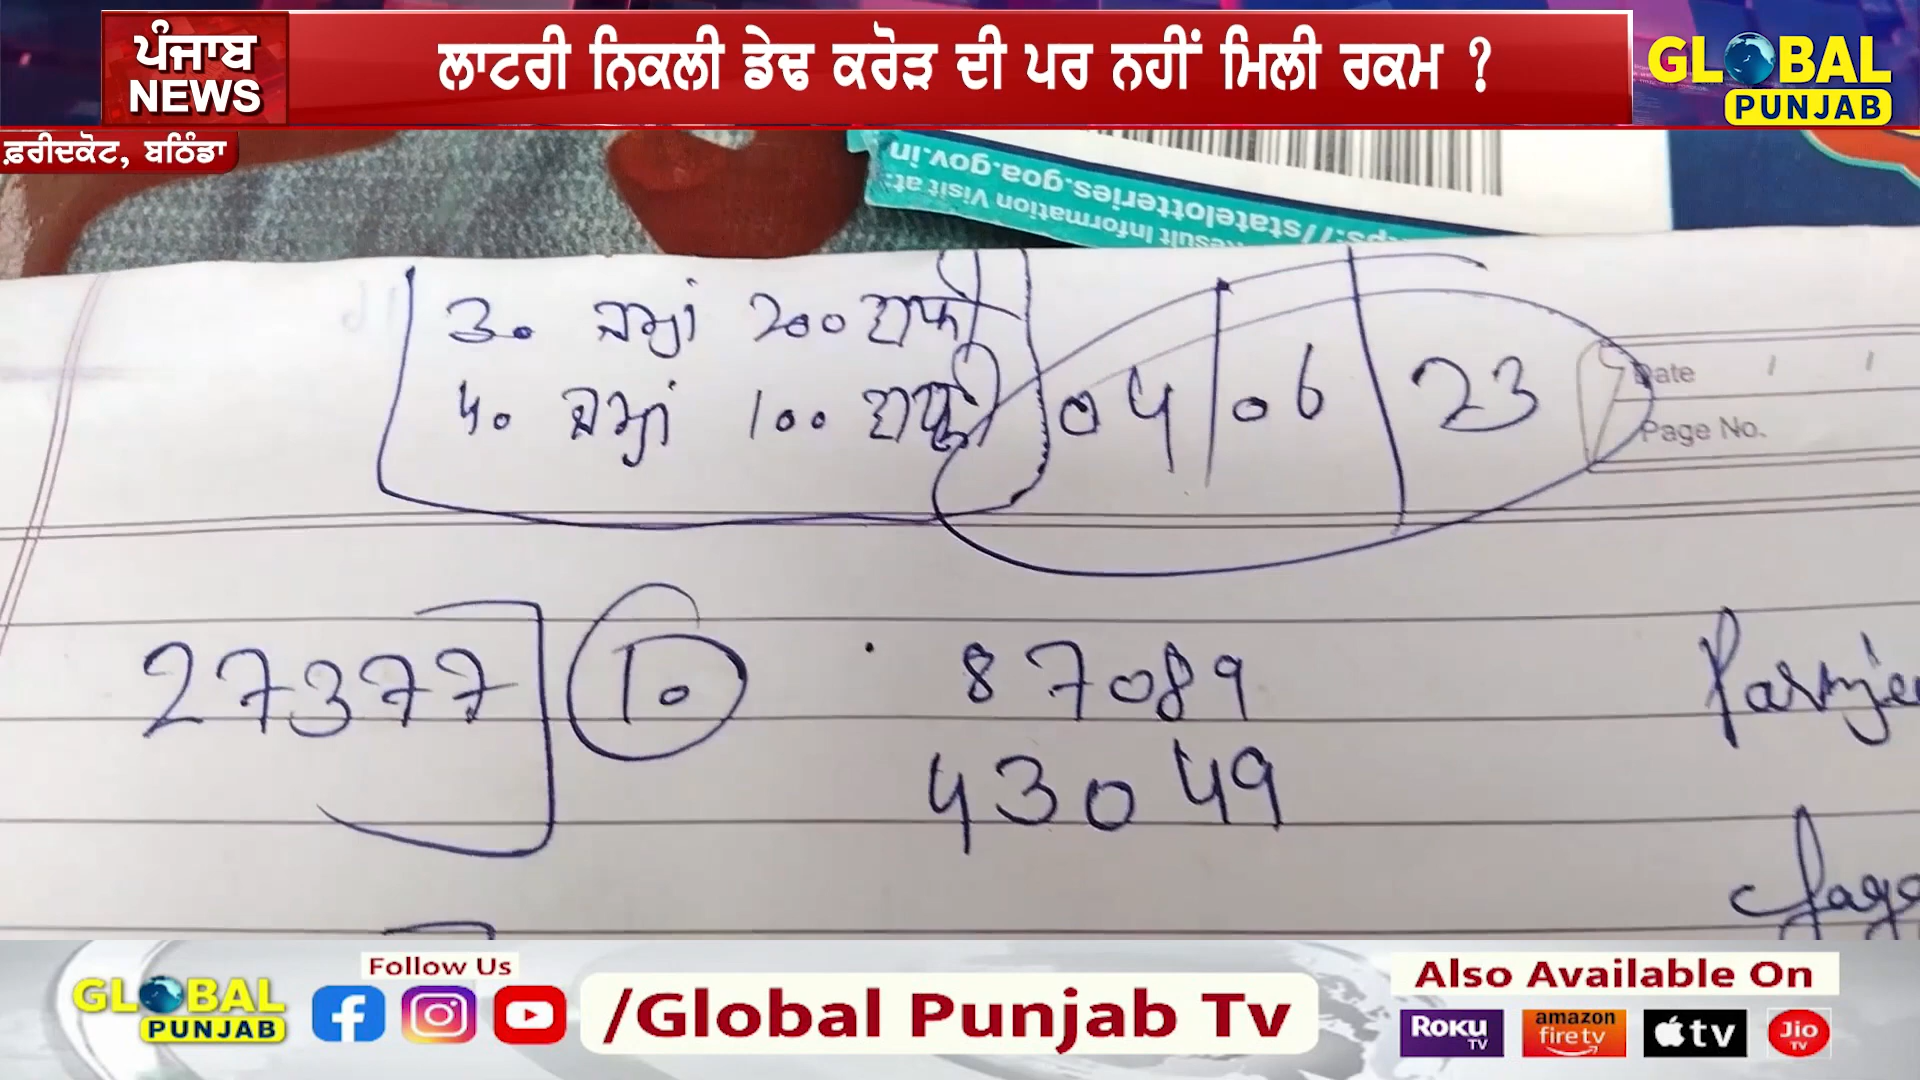 ਪੰਜਾਬ
NEWS
ਲਾਟਰੀ ਨਿਕਲੀ ਡੇਢ ਕਰੋੜ ਦੀ ਪਰ ਨਹੀਂ ਮਿਲੀ ਰਕਮ ?
GLOBAL
PUNJAB
ਫ਼ਰੀਦਕੋਟ, ਬਠਿੰਡਾ
statelotteries.goa.gov.in
Result Information Visit at:
30 ਜਮਾਂ 200 ਬਾਕੀ
40 ਜਮਾਂ 100 ਬਾਕੀ
04/06/23
Date / /
Page No.
27377 10 87089
43049
Follow Us
GLOBAL
PUNJAB
/Global Punjab Tv
Also Available On
ROKU TV
amazon fire tv
tv
Jio TV